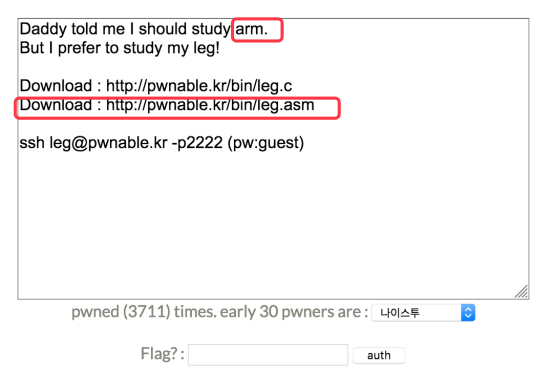 Daddy told me I should study arm.
But I prefer to study my leg!
Download : http://pwnable.kr/bin/leg.c
Download : http://pwnable.kr/bin/leg.asm
ssh leg@pwnable.kr -p2222 (pw:guest)
pwned (3711) times. early 30 pwners are : 나이스투
Flag? : auth